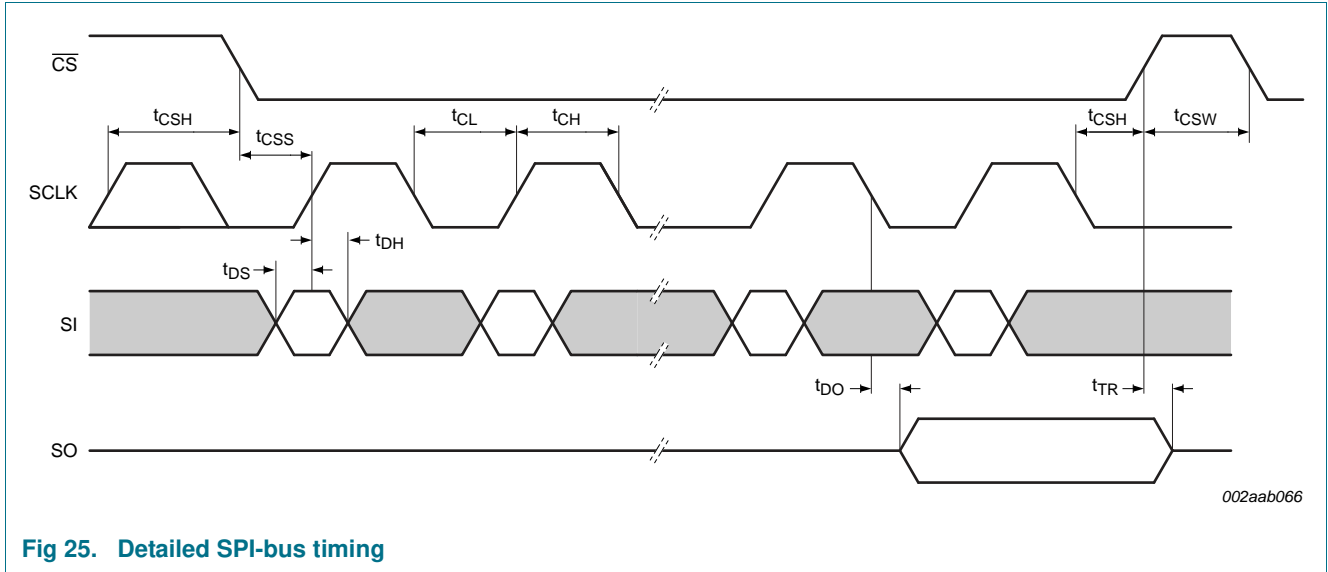 C̅S̅
tCSH
tCSS
tCL
tCH
tCSH
tCSW
SCLK
tDH
tDS
SI
tDO
tTR
SO
002aab066
Fig 25. Detailed SPI-bus timing